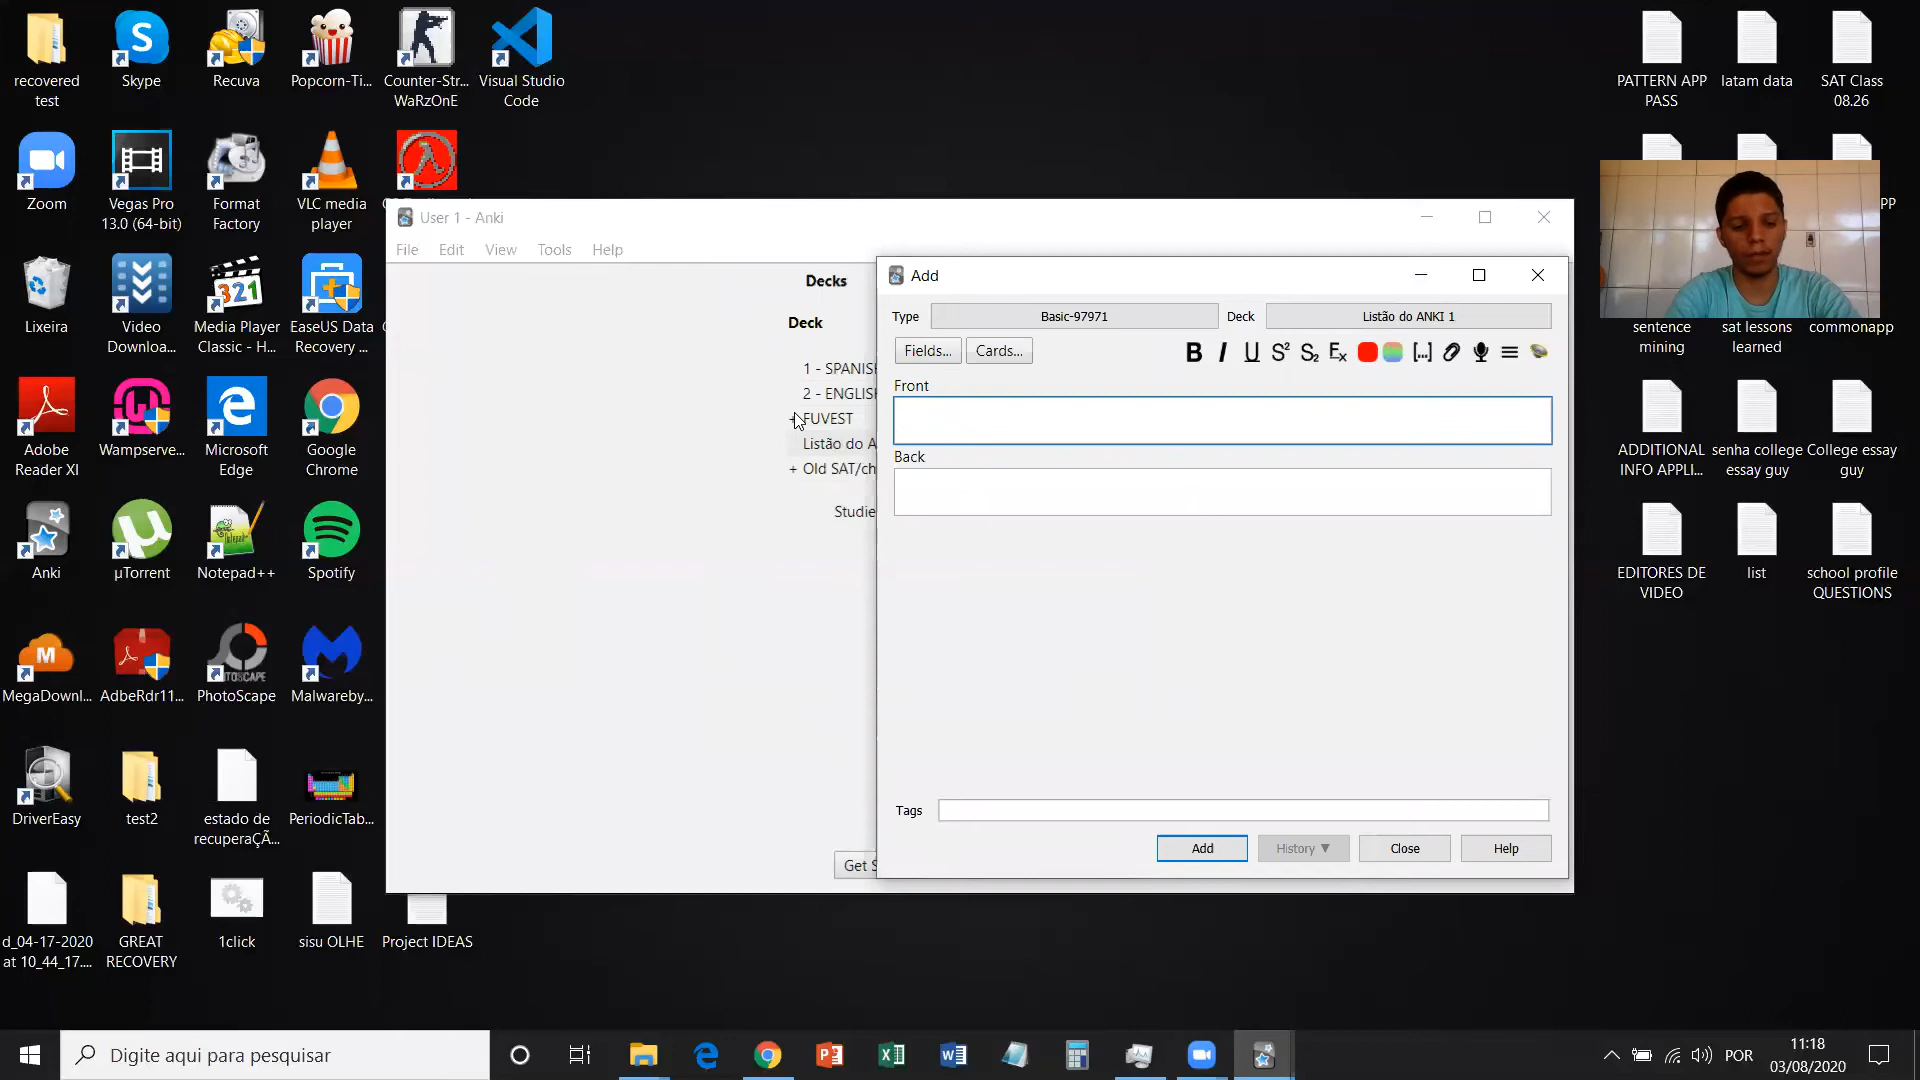 recovered
test
Skype
Recuva
Popcorn-Ti...
Counter-Str...
WaRzOnE
Visual Studio
Code
PATTERN APP
PASS
latam data
SAT Class
08.26
Zoom
Vegas Pro
13.0 (64-bit)
Format
Factory
VLC media
player
User 1 - Anki
File Edit View Tools Help
Decks
Deck
1 - SPANISH
2 - ENGLISH
FUVEST
Listão do A
+ Old SAT/ch
Studie
Get S
Add
Type Basic-97971 Deck Listão do ANKI 1
Fields... Cards...
B I U S² S₂ Ex [...]
Front
Back
Tags
Add History ▼ Close Help
PP
sentence
mining
sat lessons
learned
commonapp
Lixeira
Video
Downloa...
Media Player
Classic - H...
EaseUS Data
Recovery ...
Adobe
Reader XI
Wampserve...
Microsoft
Edge
Google
Chrome
ADDITIONAL
INFO APPLI...
senha college
essay guy
College essay
guy
Anki
µTorrent
Notepad++
Spotify
EDITORES DE
VIDEO
list
school profile
QUESTIONS
MegaDownl...
AdbeRdr11...
PhotoScape
Malwareby...
DriverEasy
test2
estado de
recuperaÇÃ...
PeriodicTab...
d_04-17-2020
at 10_44_17....
GREAT
RECOVERY
1click
sisu OLHE
Project IDEAS
Digite aqui para pesquisar
POR
11:18
03/08/2020